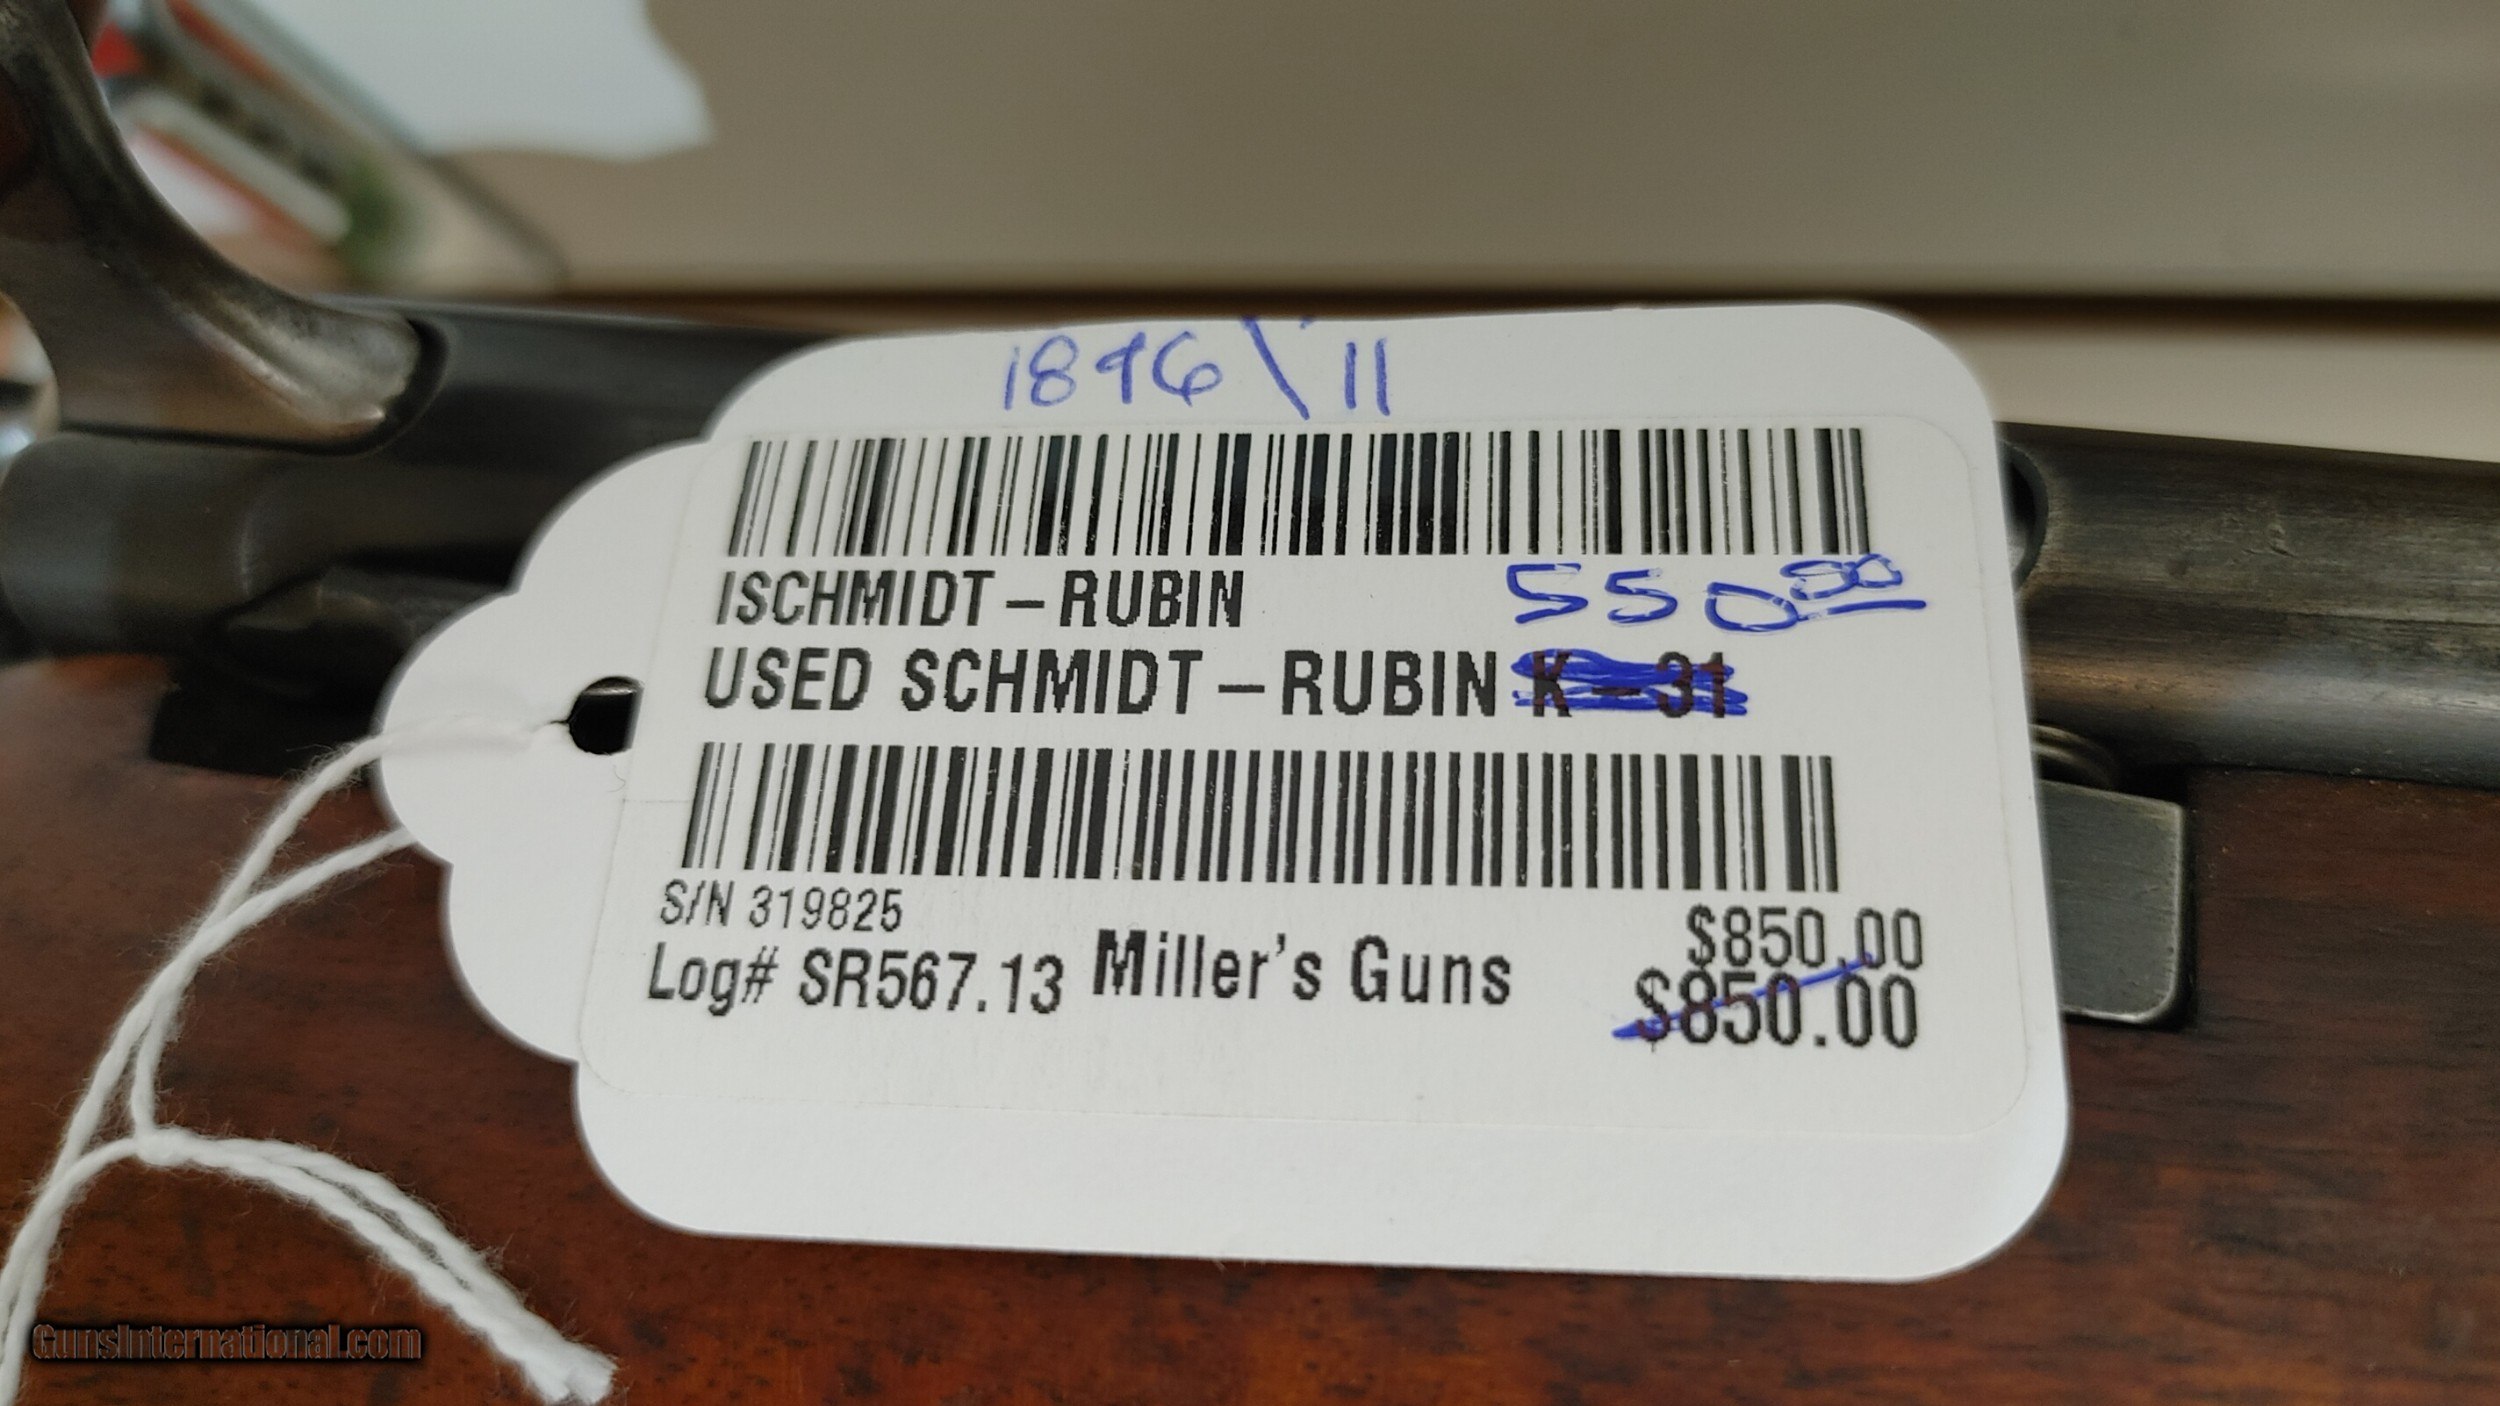 1896\11
ISCHMIDT-RUBIN 550.00
USED SCHMIDT-RUBIN K-31
S/N 319825
$850.00
Log# SR567.13 Miller's Guns
$850.00
GunsInternational.com